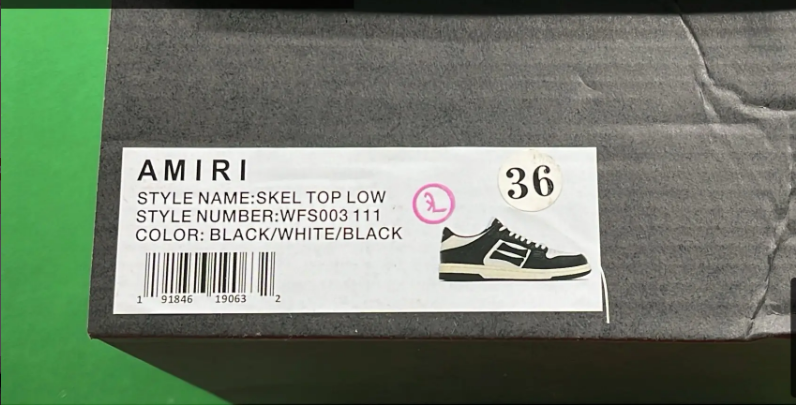 AMIRI
STYLE NAME:SKEL TOP LOW
STYLE NUMBER:WFS003 111
COLOR: BLACK/WHITE/BLACK
36
1 91846 19063 2